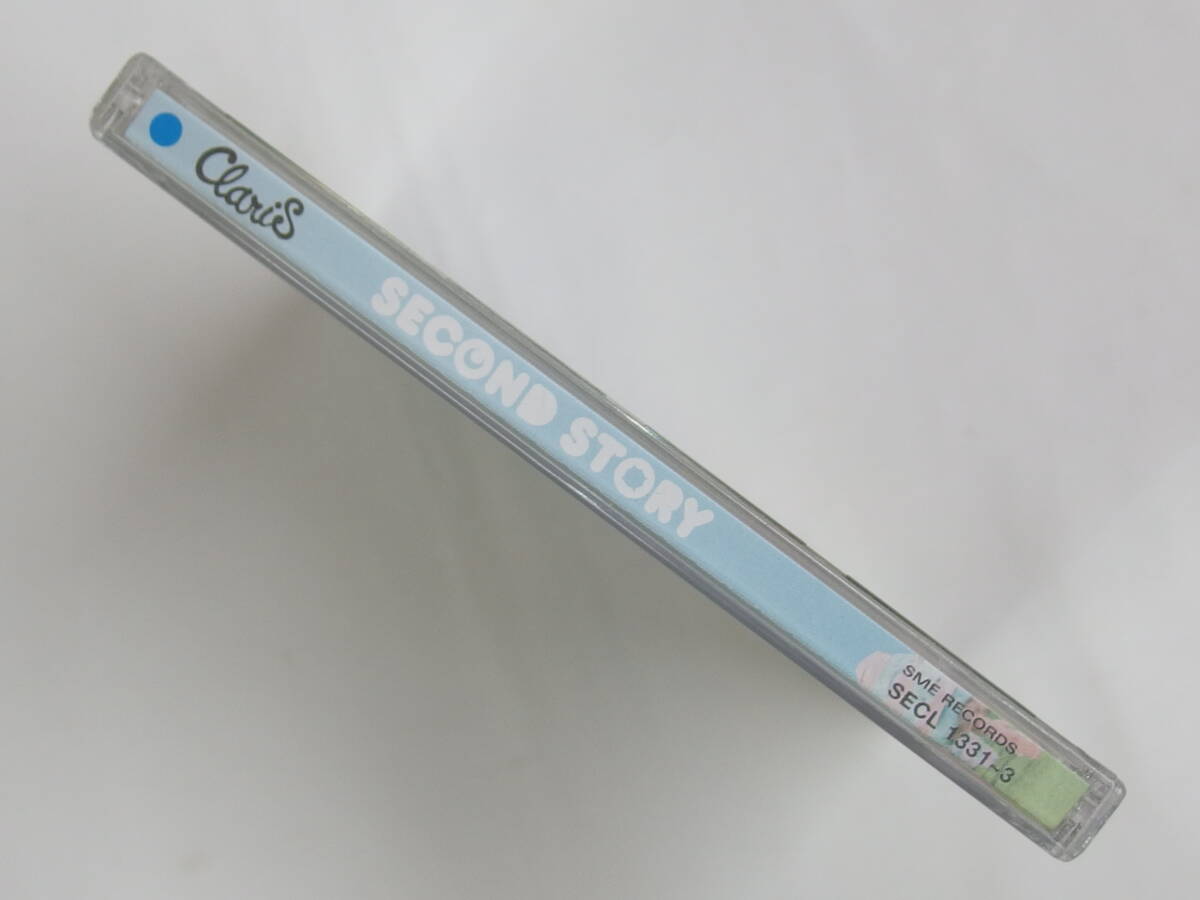 ClariS
SECOND STORY
SME RECORDS
SECL 1331~3